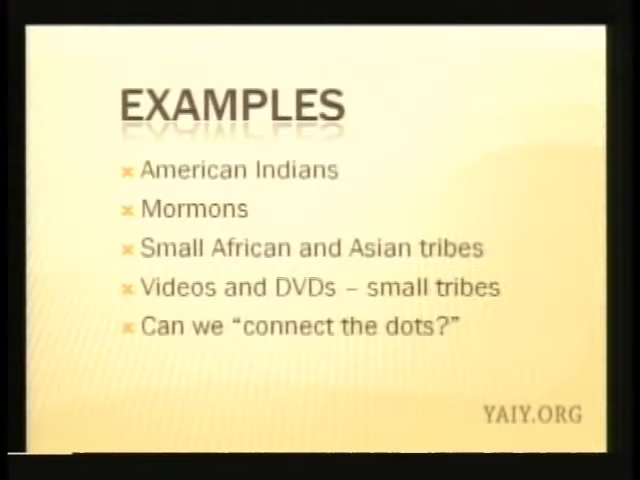 EXAMPLES
American Indians
Mormons
Small African and Asian tribes
Videos and DVDs – small tribes
Can we “connect the dots?”
YAIY.ORG